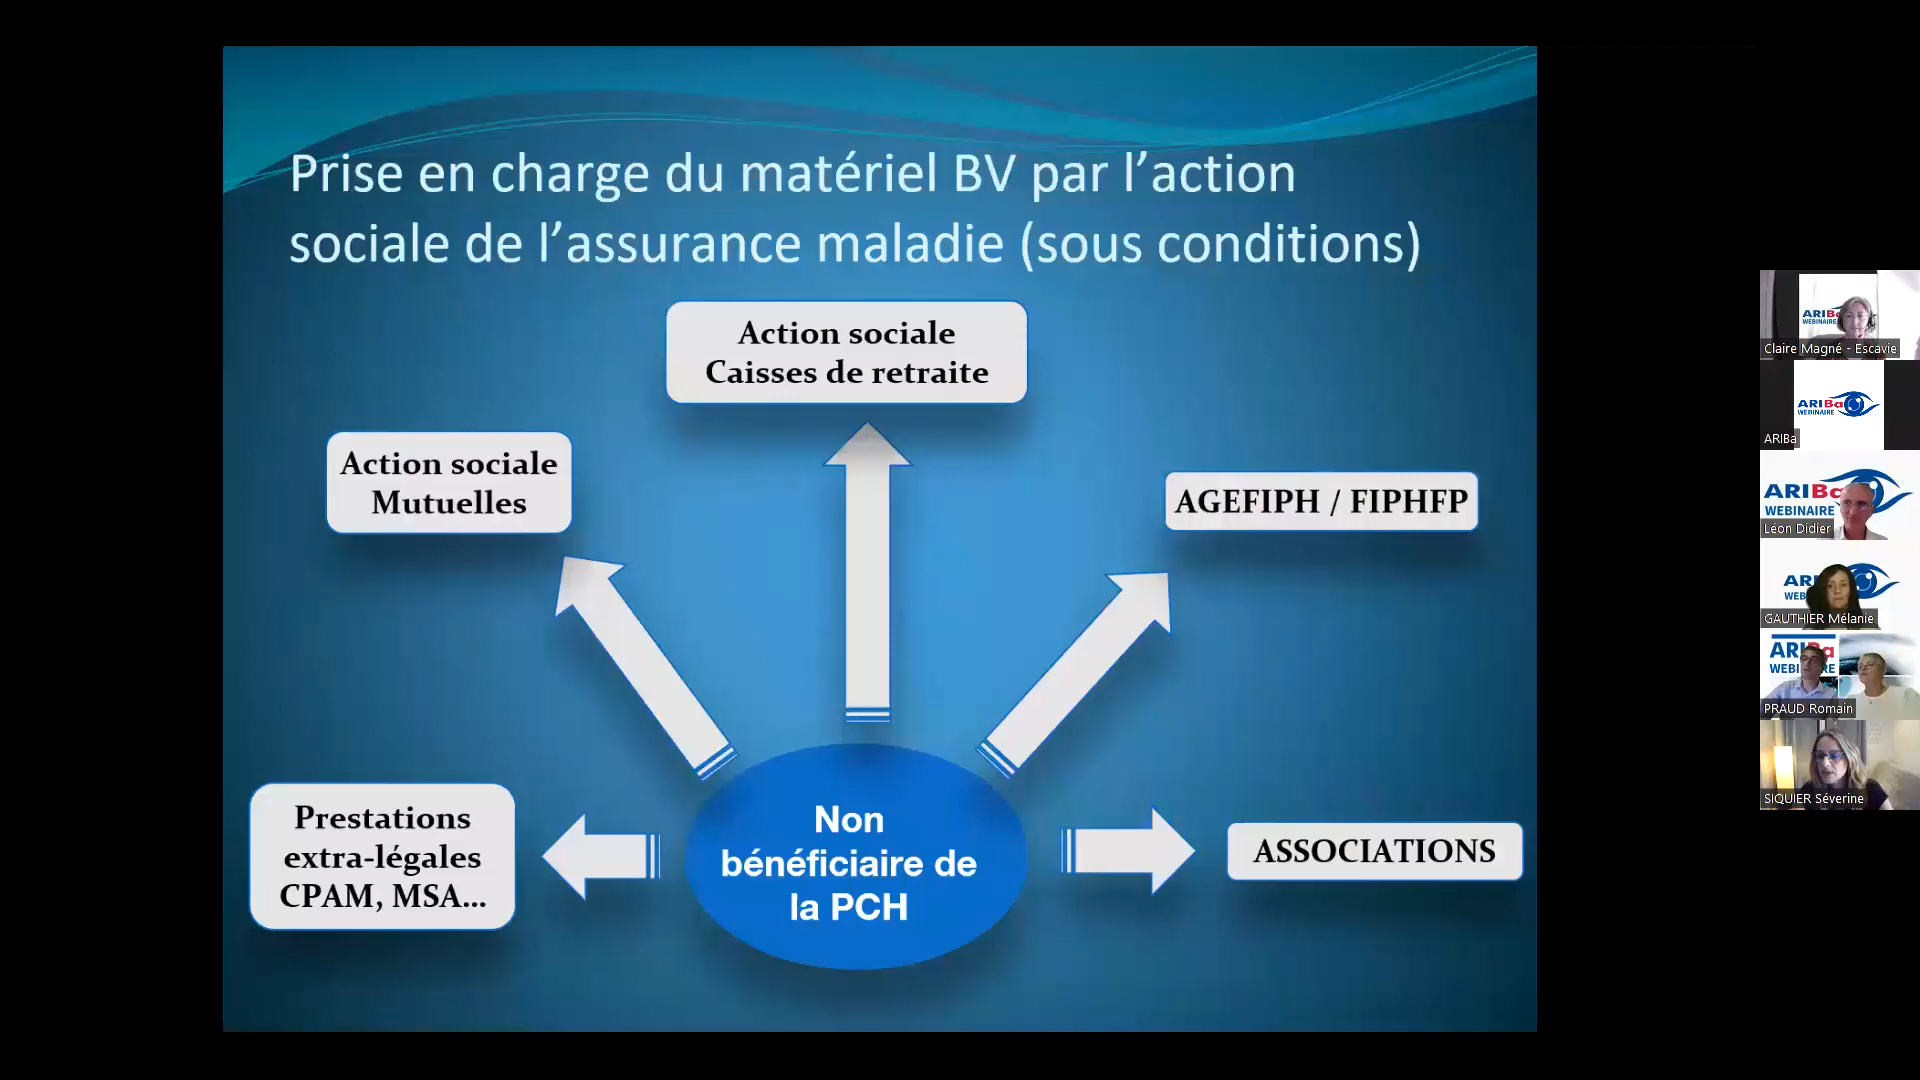 Prise en charge du matériel BV par l’action
sociale de l’assurance maladie (sous conditions)
Action sociale
Caisses de retraite
Action sociale
Mutuelles
AGEFIPH / FIPHFP
Prestations
extra-légales
CPAM, MSA...
Non
bénéficiaire de
la PCH
ASSOCIATIONS
ARIBa
WEBINAIRE
Claire Magné - Escavie
ARIBa
WEBINAIRE
ARIBa
ARIBa
WEBINAIRE
Léon Didier
ARI
WEB
GAUTHIER Mélanie
ARIBa
WEBINAIRE
PRAUD Romain
SIQUIER Séverine